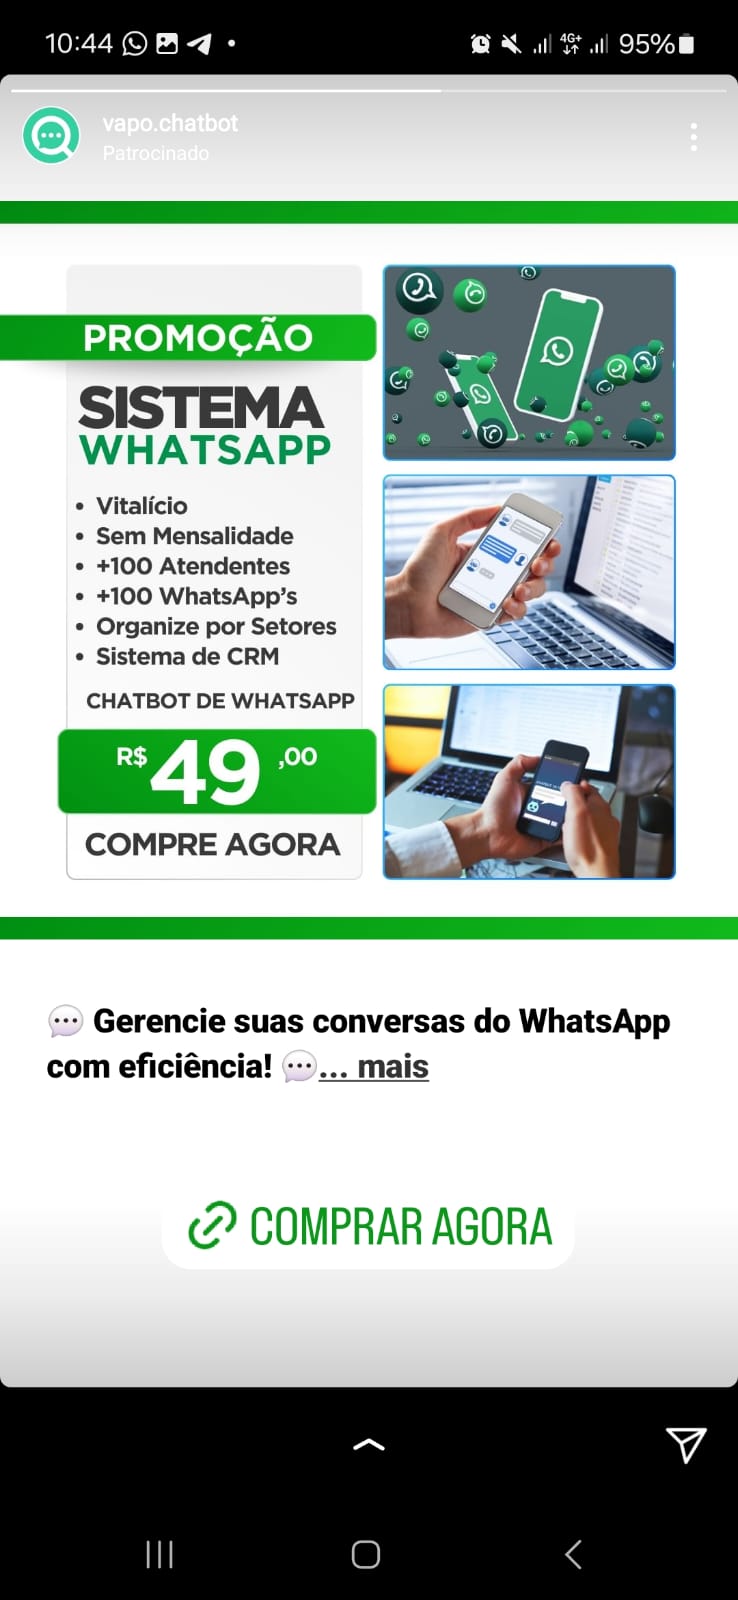 10:44
4G+
95%
vapo.chatbot
Patrocinado
PROMOÇÃO
SISTEMA
WHATSAPP
• Vitalício
• Sem Mensalidade
• +100 Atendentes
• +100 WhatsApp's
• Organize por Setores
• Sistema de CRM
CHATBOT DE WHATSAPP
R$ 49 ,00
COMPRE AGORA
💬 Gerencie suas conversas do WhatsApp
com eficiência! 💬... mais
COMPRAR AGORA